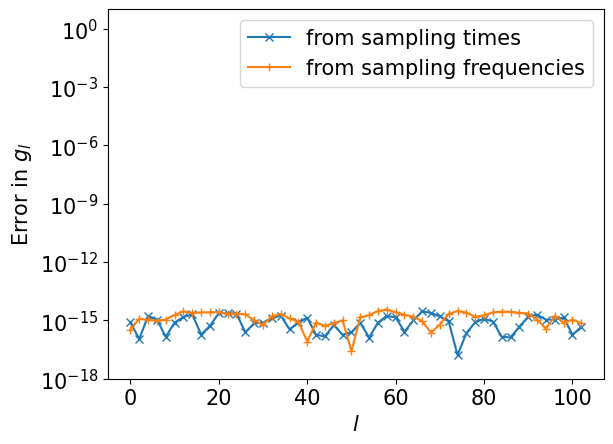 from sampling times
from sampling frequencies
Error in g_l
10^0
10^-3
10^-6
10^-9
10^-12
10^-15
10^-18
0 20 40 60 80 100
l